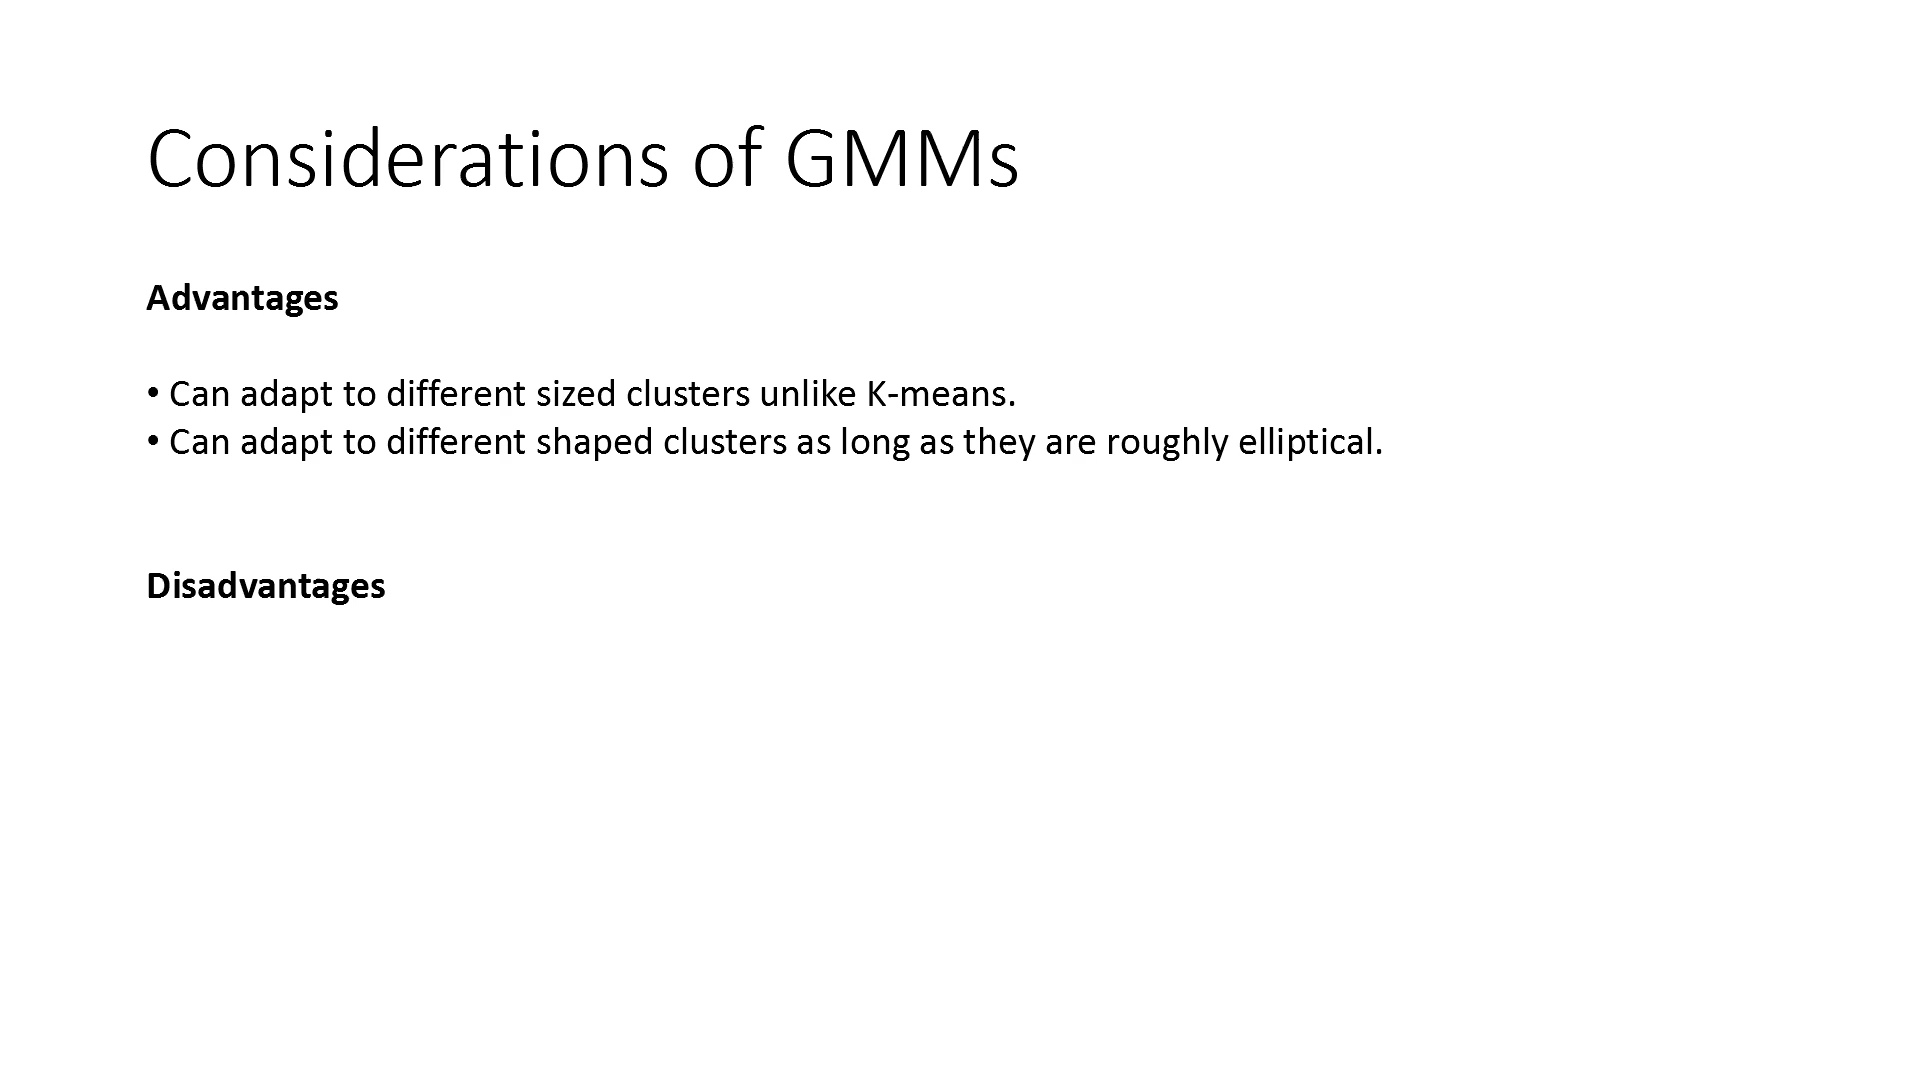 Considerations of GMMs
Advantages
• Can adapt to different sized clusters unlike K-means.
• Can adapt to different shaped clusters as long as they are roughly elliptical.
Disadvantages